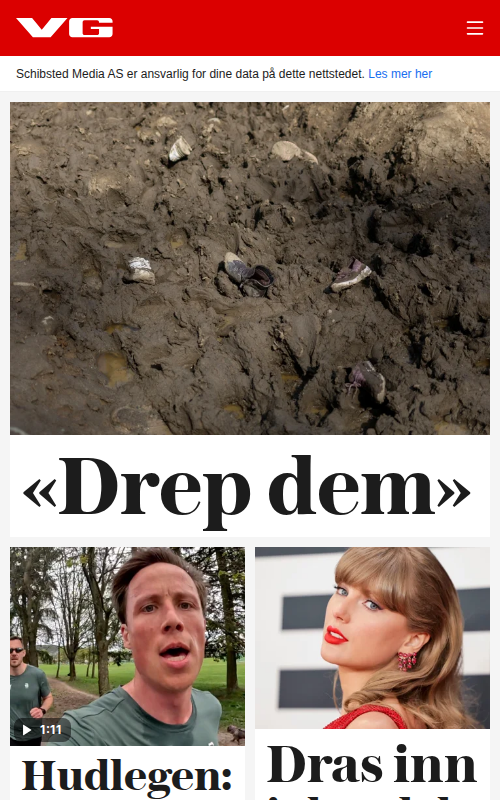 VG
Schibsted Media AS er ansvarlig for dine data på dette nettstedet. Les mer her
«Drep dem»
1:11
Hudlegen:
Dras inn